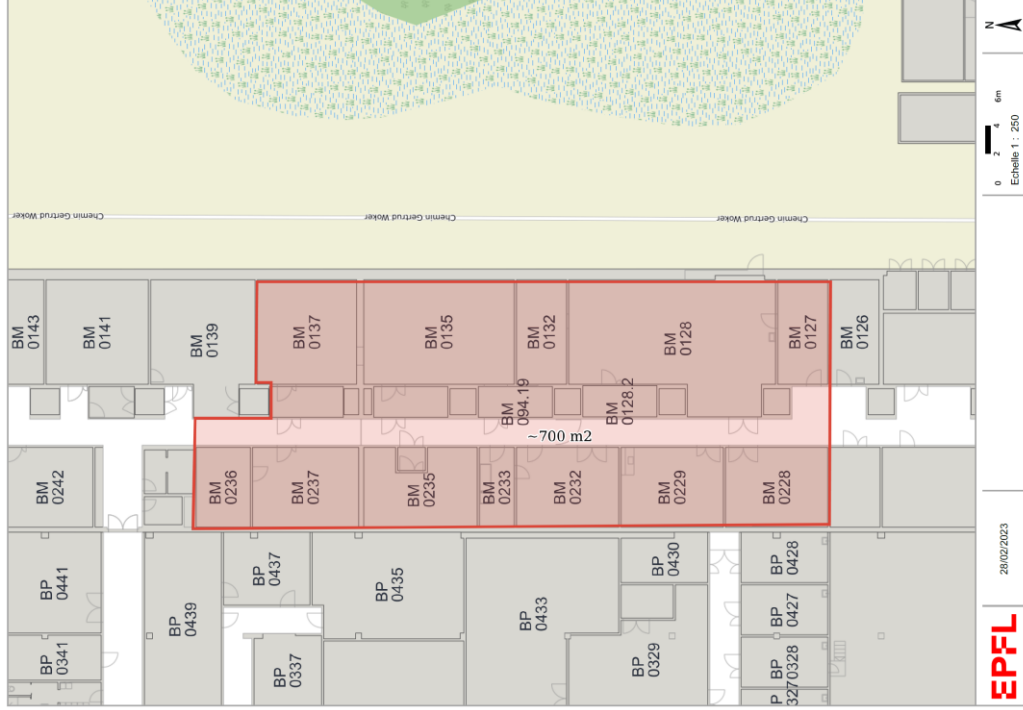 N
0 2 4 6m
Echelle 1 : 250
Chemin Gertrud Woker
Chemin Gertrud Woker
Chemin Gertrud Woker
BM
0143
BM
0141
BM
0139
BM
0137
BM
0135
BM
0132
BM
0128
BM
0127
BM
0126
BM
094.19
BM
0128.2
~700 m2
BM
0242
BM
0236
BM
0237
BM
0235
BM
0233
BM
0232
BM
0229
BM
0228
BP
0441
BP
0439
BP
0437
BP
0435
BP
0433
BP
0430
BP
0428
BP
0427
BP
0341
BP
0337
BP
0329
BP
0328
P
327
28/02/2023
EPFL